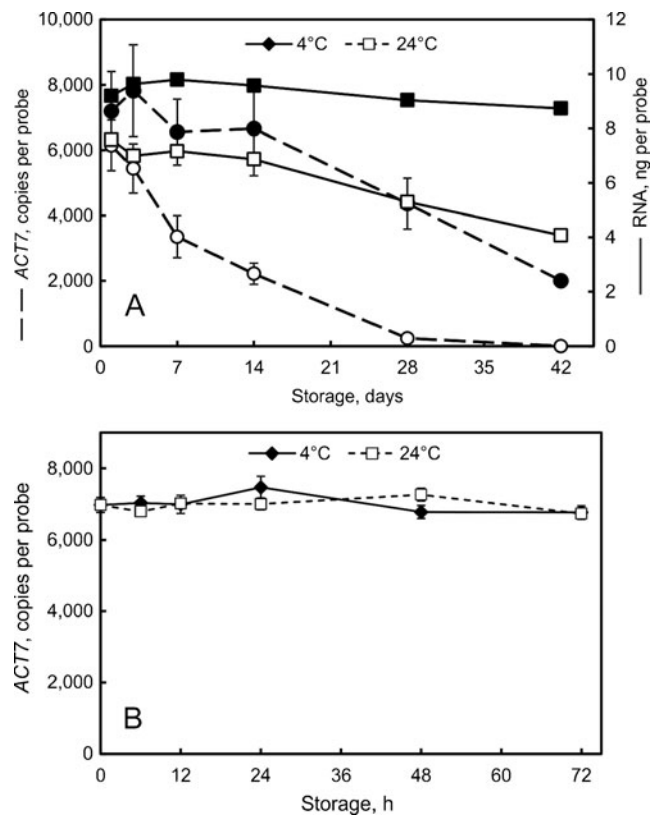 10,000
8,000
6,000
4,000
2,000
0
— — ACT7, copies per probe
4°C
24°C
A
12
10
8
6
4
2
0
—— RNA, ng per probe
0 7 14 21 28 35 42
Storage, days
8,000
6,000
4,000
2,000
0
ACT7, copies per probe
4°C
24°C
B
0 12 24 36 48 60 72
Storage, h